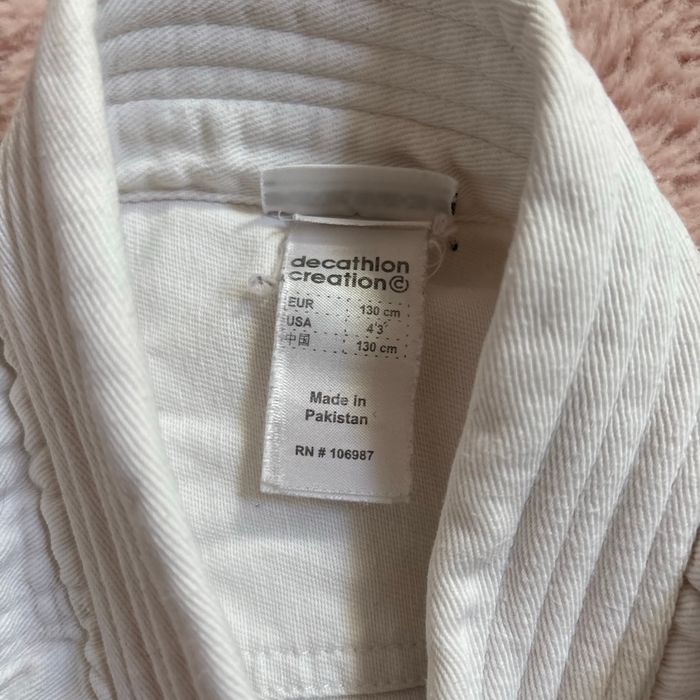 decathlon
creation©
EUR 130 cm
USA 4'3"
中国 130 cm
Made in
Pakistan
RN # 106987